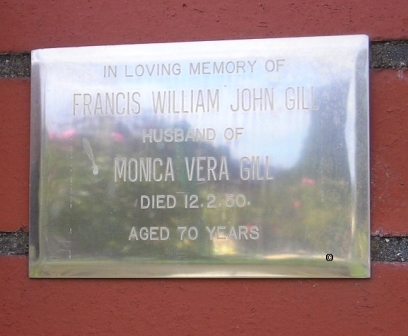 IN LOVING MEMORY OF
FRANCIS WILLIAM JOHN GILL
HUSBAND OF
MONICA VERA GILL
DIED 12.2.80.
AGED 70 YEARS